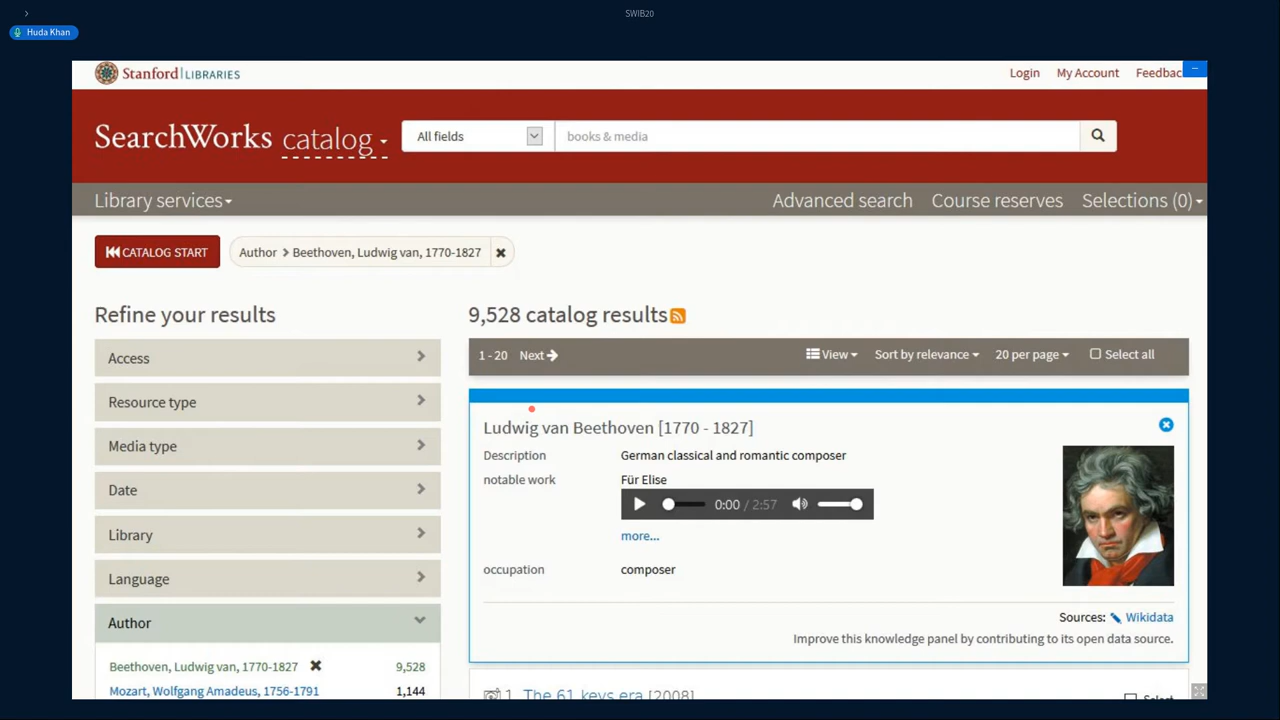 SWIB20
Huda Khan
Stanford LIBRARIES
Login My Account Feedbac
SearchWorks catalog
All fields
books & media
Library services
Advanced search Course reserves Selections (0)
CATALOG START
Author > Beethoven, Ludwig van, 1770-1827
Refine your results
9,528 catalog results
Access
1 - 20 Next
View Sort by relevance 20 per page Select all
Resource type
Media type
Date
Library
Language
Author
Beethoven, Ludwig van, 1770-1827 9,528
Mozart, Wolfgang Amadeus, 1756-1791 1,144
Ludwig van Beethoven [1770 - 1827]
Description German classical and romantic composer
notable work Für Elise
0:00 / 2:57
more...
occupation composer
Sources: Wikidata
Improve this knowledge panel by contributing to its open data source.
1 The 61 keys era [2008]
Select